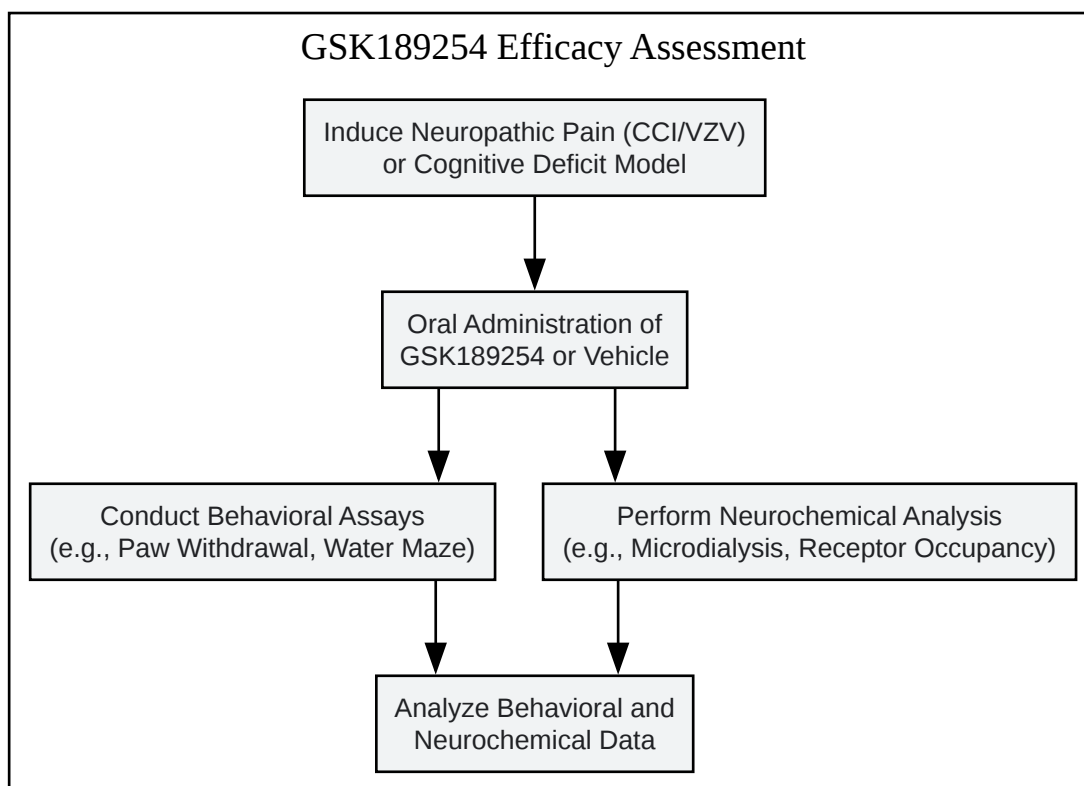 GSK189254 Efficacy Assessment
Induce Neuropathic Pain (CCI/VZV)
or Cognitive Deficit Model
Oral Administration of
GSK189254 or Vehicle
Conduct Behavioral Assays
(e.g., Paw Withdrawal, Water Maze)
Perform Neurochemical Analysis
(e.g., Microdialysis, Receptor Occupancy)
Analyze Behavioral and
Neurochemical Data